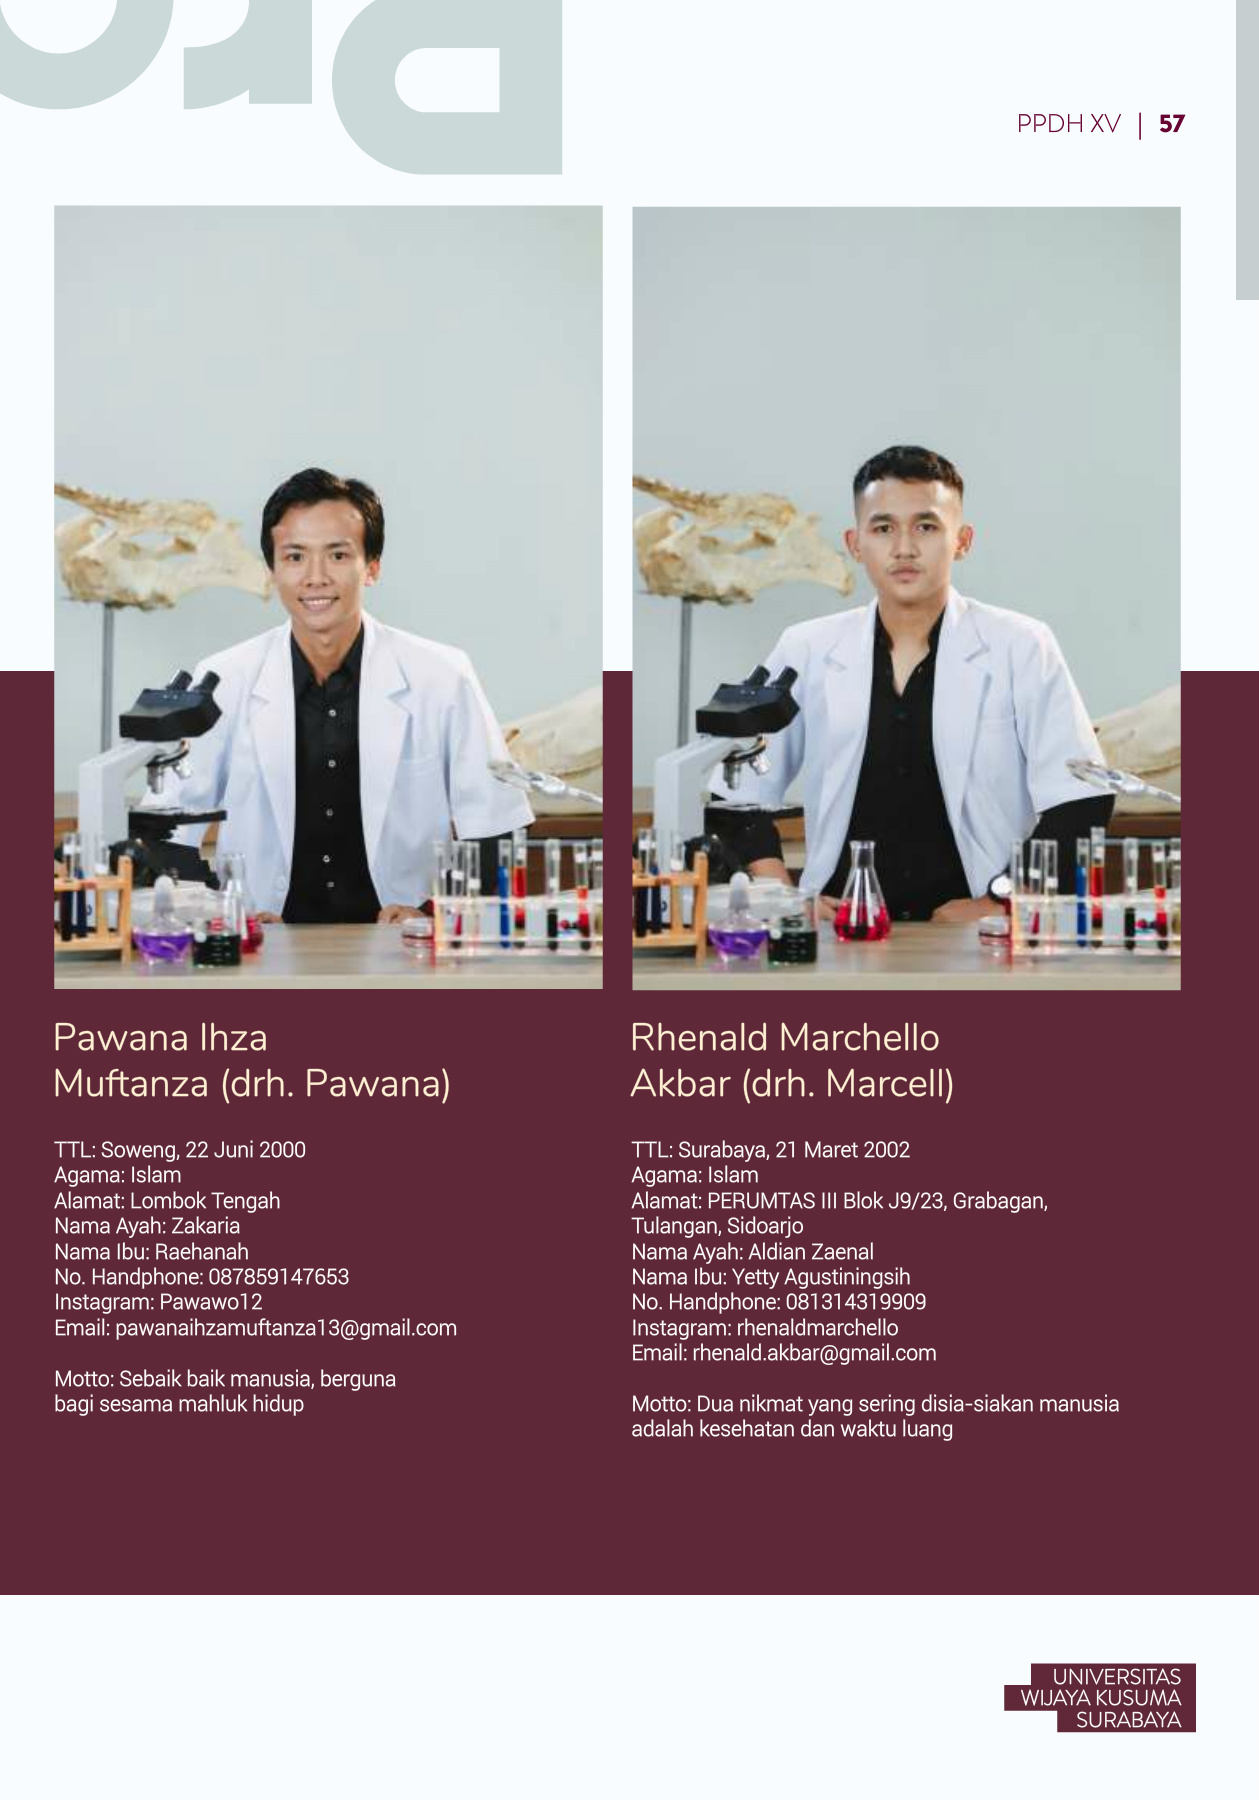 PPDH XV | 57
Pawana Ihza
Muftanza (drh. Pawana)
TTL: Soweng, 22 Juni 2000
Agama: Islam
Alamat: Lombok Tengah
Nama Ayah: Zakaria
Nama Ibu: Raehanah
No. Handphone: 087859147653
Instagram: Pawawo12
Email: pawanaihzamuftanza13@gmail.com
Motto: Sebaik baik manusia, berguna
bagi sesama mahluk hidup
Rhenald Marchello
Akbar (drh. Marcell)
TTL: Surabaya, 21 Maret 2002
Agama: Islam
Alamat: PERUMTAS III Blok J9/23, Grabagan,
Tulangan, Sidoarjo
Nama Ayah: Aldian Zaenal
Nama Ibu: Yetty Agustiningsih
No. Handphone: 081314319909
Instagram: rhenaldmarchello
Email: rhenald.akbar@gmail.com
Motto: Dua nikmat yang sering disia-siakan manusia
adalah kesehatan dan waktu luang
UNIVERSITAS
WIJAYA KUSUMA
SURABAYA